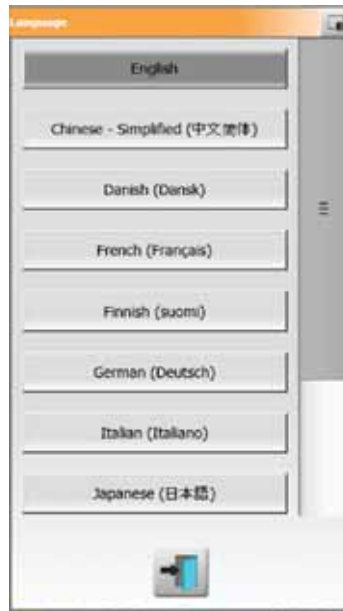 Language
English
Chinese - Simplified (中文简体)
Danish (Dansk)
French (Français)
Finnish (suomi)
German (Deutsch)
Italian (Italiano)
Japanese (日本語)